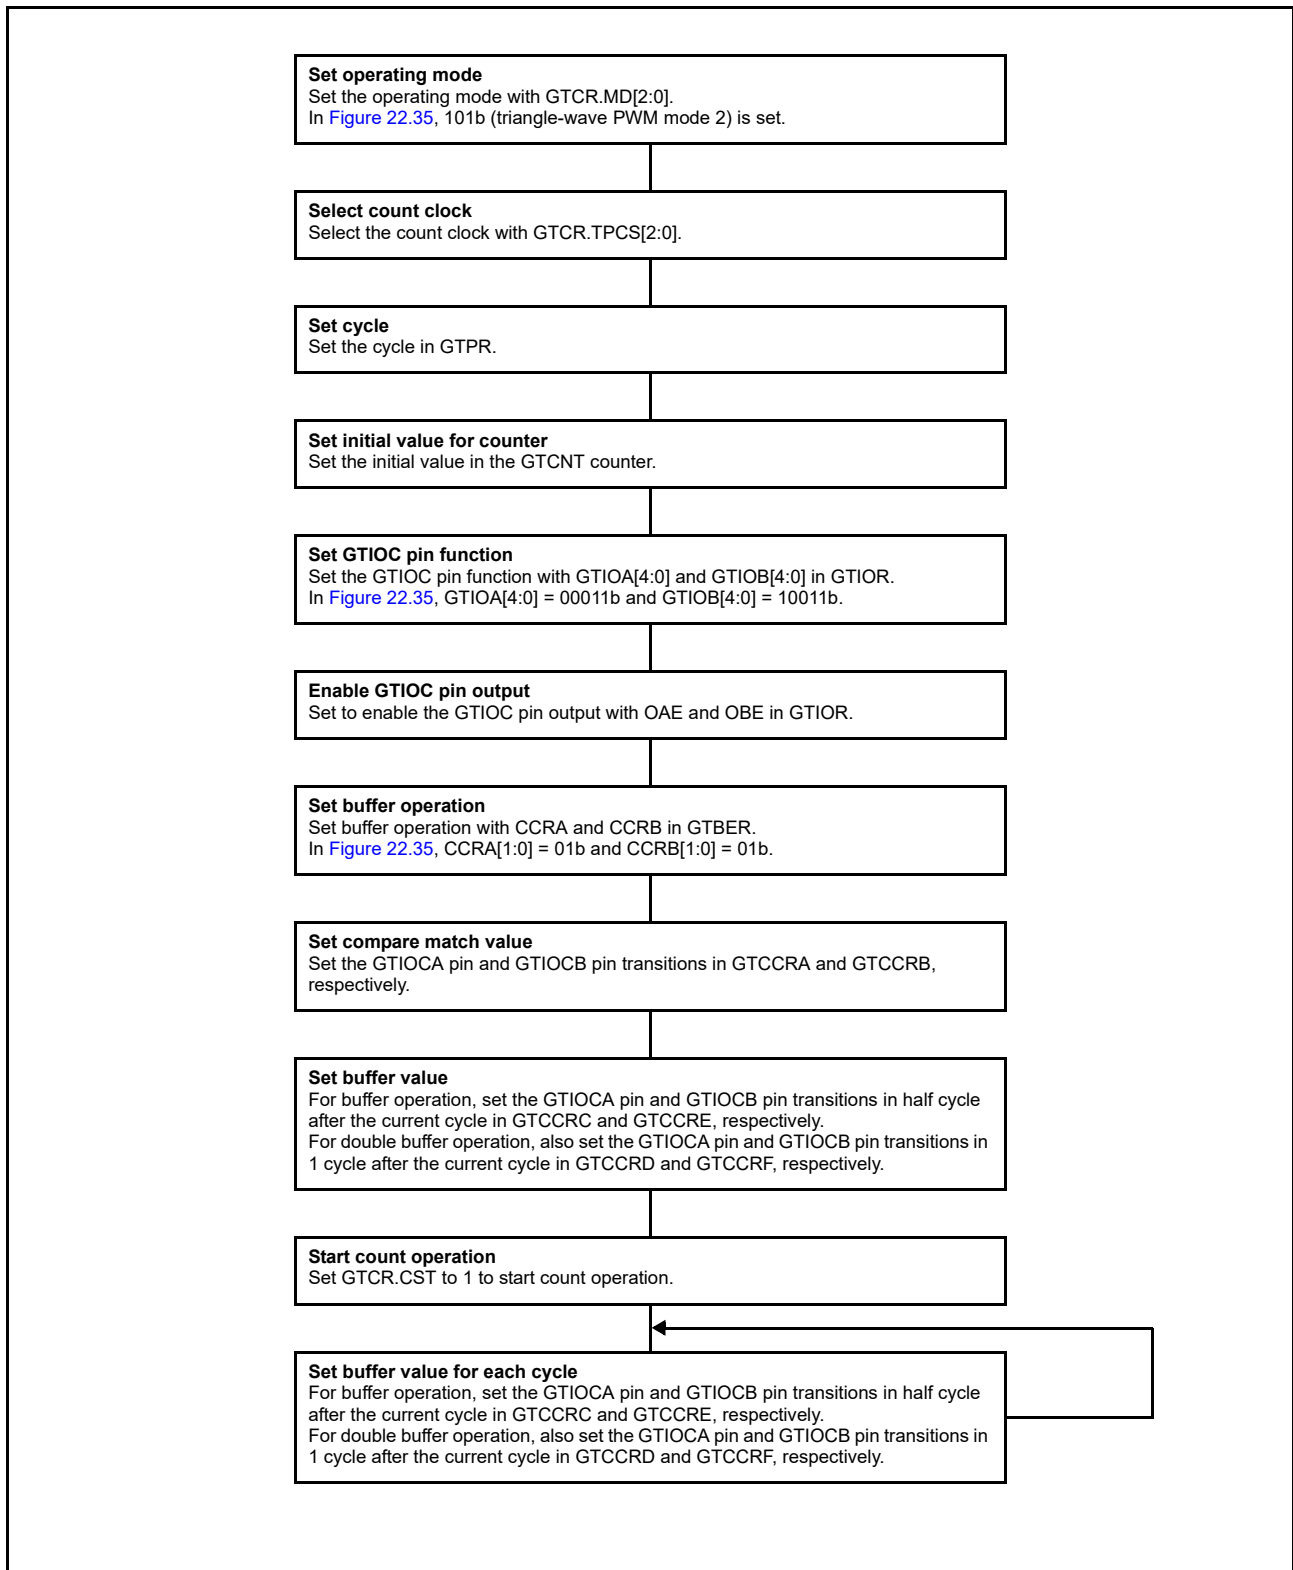 Set operating mode
Set the operating mode with GTCR.MD[2:0].
In Figure 22.35, 101b (triangle-wave PWM mode 2) is set.
Select count clock
Select the count clock with GTCR.TPCS[2:0].
Set cycle
Set the cycle in GTPR.
Set initial value for counter
Set the initial value in the GTCNT counter.
Set GTIOC pin function
Set the GTIOC pin function with GTIOA[4:0] and GTIOB[4:0] in GTIOR.
In Figure 22.35, GTIOA[4:0] = 00011b and GTIOB[4:0] = 10011b.
Enable GTIOC pin output
Set to enable the GTIOC pin output with OAE and OBE in GTIOR.
Set buffer operation
Set buffer operation with CCRA and CCRB in GTBER.
In Figure 22.35, CCRA[1:0] = 01b and CCRB[1:0] = 01b.
Set compare match value
Set the GTIOCA pin and GTIOCB pin transitions in GTCCRA and GTCCRB,
respectively.
Set buffer value
For buffer operation, set the GTIOCA pin and GTIOCB pin transitions in half cycle
after the current cycle in GTCCRC and GTCCRE, respectively.
For double buffer operation, also set the GTIOCA pin and GTIOCB pin transitions in
1 cycle after the current cycle in GTCCRD and GTCCRF, respectively.
Start count operation
Set GTCR.CST to 1 to start count operation.
Set buffer value for each cycle
For buffer operation, set the GTIOCA pin and GTIOCB pin transitions in half cycle
after the current cycle in GTCCRC and GTCCRE, respectively.
For double buffer operation, also set the GTIOCA pin and GTIOCB pin transitions in
1 cycle after the current cycle in GTCCRD and GTCCRF, respectively.